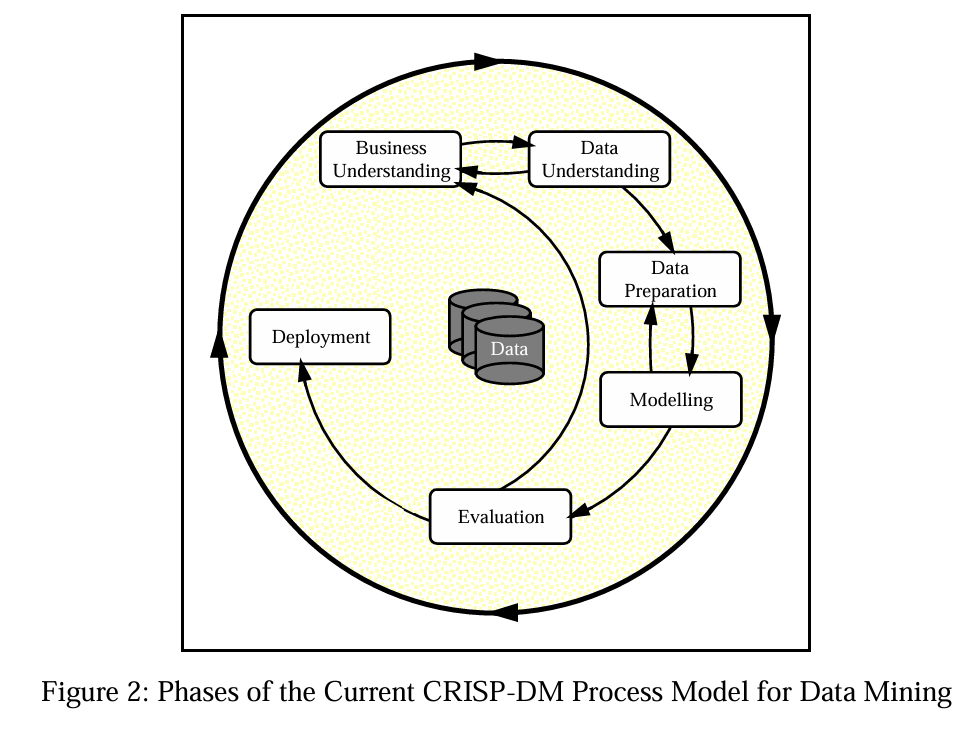 Business
Understanding
Data
Understanding
Data
Preparation
Deployment
Data
Modelling
Evaluation
Figure 2: Phases of the Current CRISP-DM Process Model for Data Mining